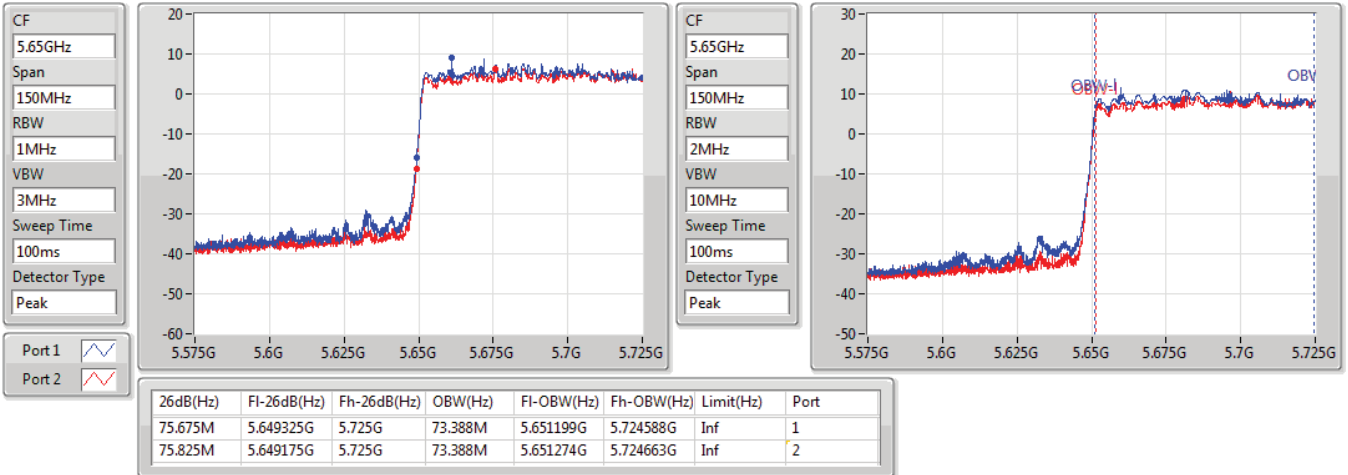 CF
5.65GHz
Span
150MHz
RBW
1MHz
VBW
3MHz
Sweep Time
100ms
Detector Type
Peak
20
10
0
-10
-20
-30
-40
-50
-60
5.575G 5.6G 5.625G 5.65G 5.675G 5.7G 5.725G
CF
5.65GHz
Span
150MHz
RBW
2MHz
VBW
10MHz
Sweep Time
100ms
Detector Type
Peak
30
20
10
0
-10
-20
-30
-40
-50
OBW-l
OBW
5.575G 5.6G 5.625G 5.65G 5.675G 5.7G 5.725G
Port 1
Port 2
26dB(Hz) Fl-26dB(Hz) Fh-26dB(Hz) OBW(Hz) Fl-OBW(Hz) Fh-OBW(Hz) Limit(Hz) Port
75.675M 5.649325G 5.725G 73.388M 5.651199G 5.724588G Inf 1
75.825M 5.649175G 5.725G 73.388M 5.651274G 5.724663G Inf 2